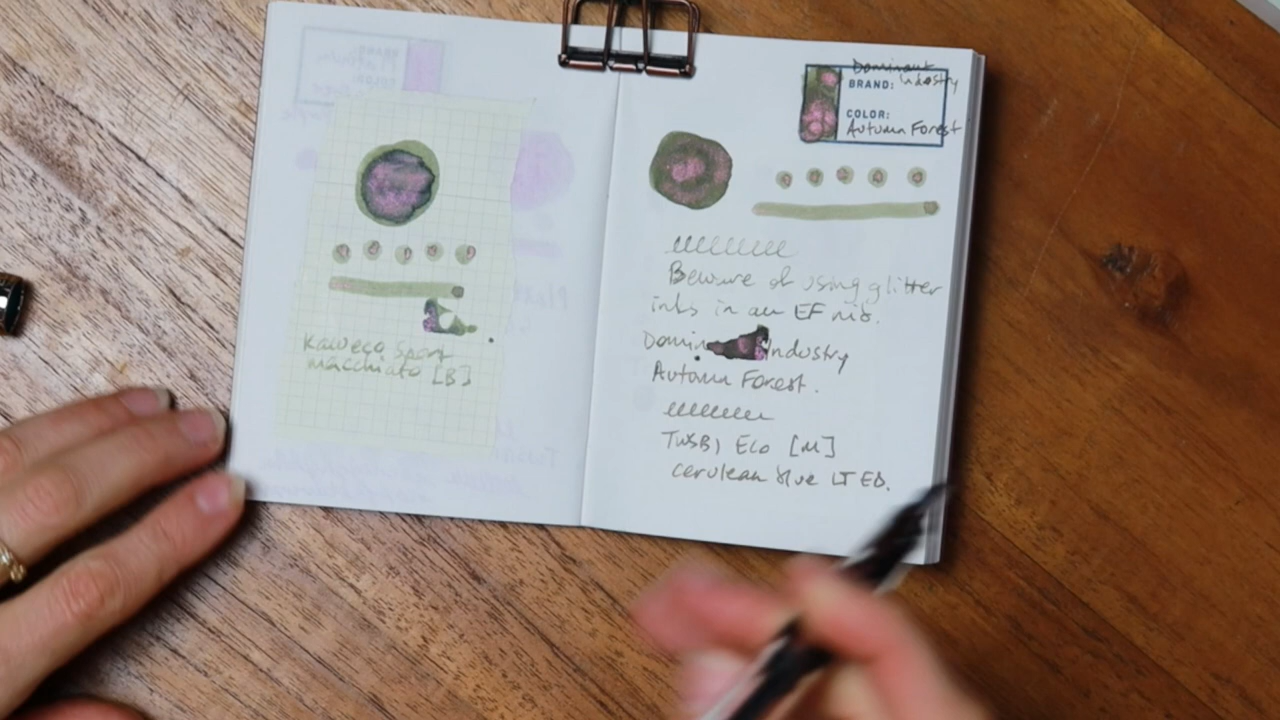 Kaweco Sport
macchiato [B]
Dominant
BRAND: Industry
COLOR:
Autumn Forest
Beware of using glitter
inks in an EF nib.
Domin Industry
Autumn Forest.
TWSBI Eco [M]
Cerulean blue LT ED.